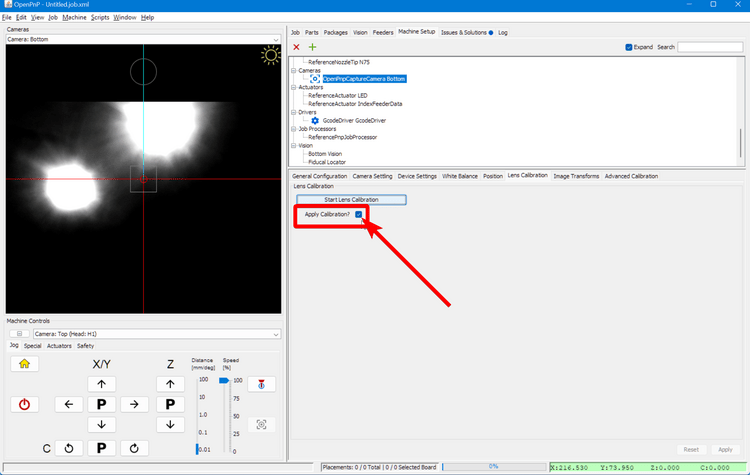 OpenPnP - Untitled.job.xml
File Edit View Job Machine Scripts Window Help
Cameras
Camera: Bottom
Job Parts Packages Vision Feeders Machine Setup Issues & Solutions Log
Expand Search
ReferenceNozzleTip N75
Cameras
OpenPnpCaptureCamera Bottom
Actuators
ReferenceActuator LED
ReferenceActuator IndexFeederData
Drivers
GcodeDriver GcodeDriver
Job Processors
ReferencePnpJobProcessor
Vision
Bottom Vision
Fiducial Locator
General Configuration Camera Setting Device Settings White Balance Position Lens Calibration Image Transforms Advanced Calibration
Lens Calibration
Start Lens Calibration
Apply Calibration?
Machine Controls
Camera: Top (Head: H1)
Jog Special Actuators Safety
X/Y Z Distance [mm/deg] Speed [%]
100 100
10 75
1.0 50
0.1 25
0.01 0
P P
C P
Reset Apply
Placements: 0 / 0 Total | 0 / 0 Selected Board 0% X:216.530 Y:73.950 Z:0.000 C:0.000